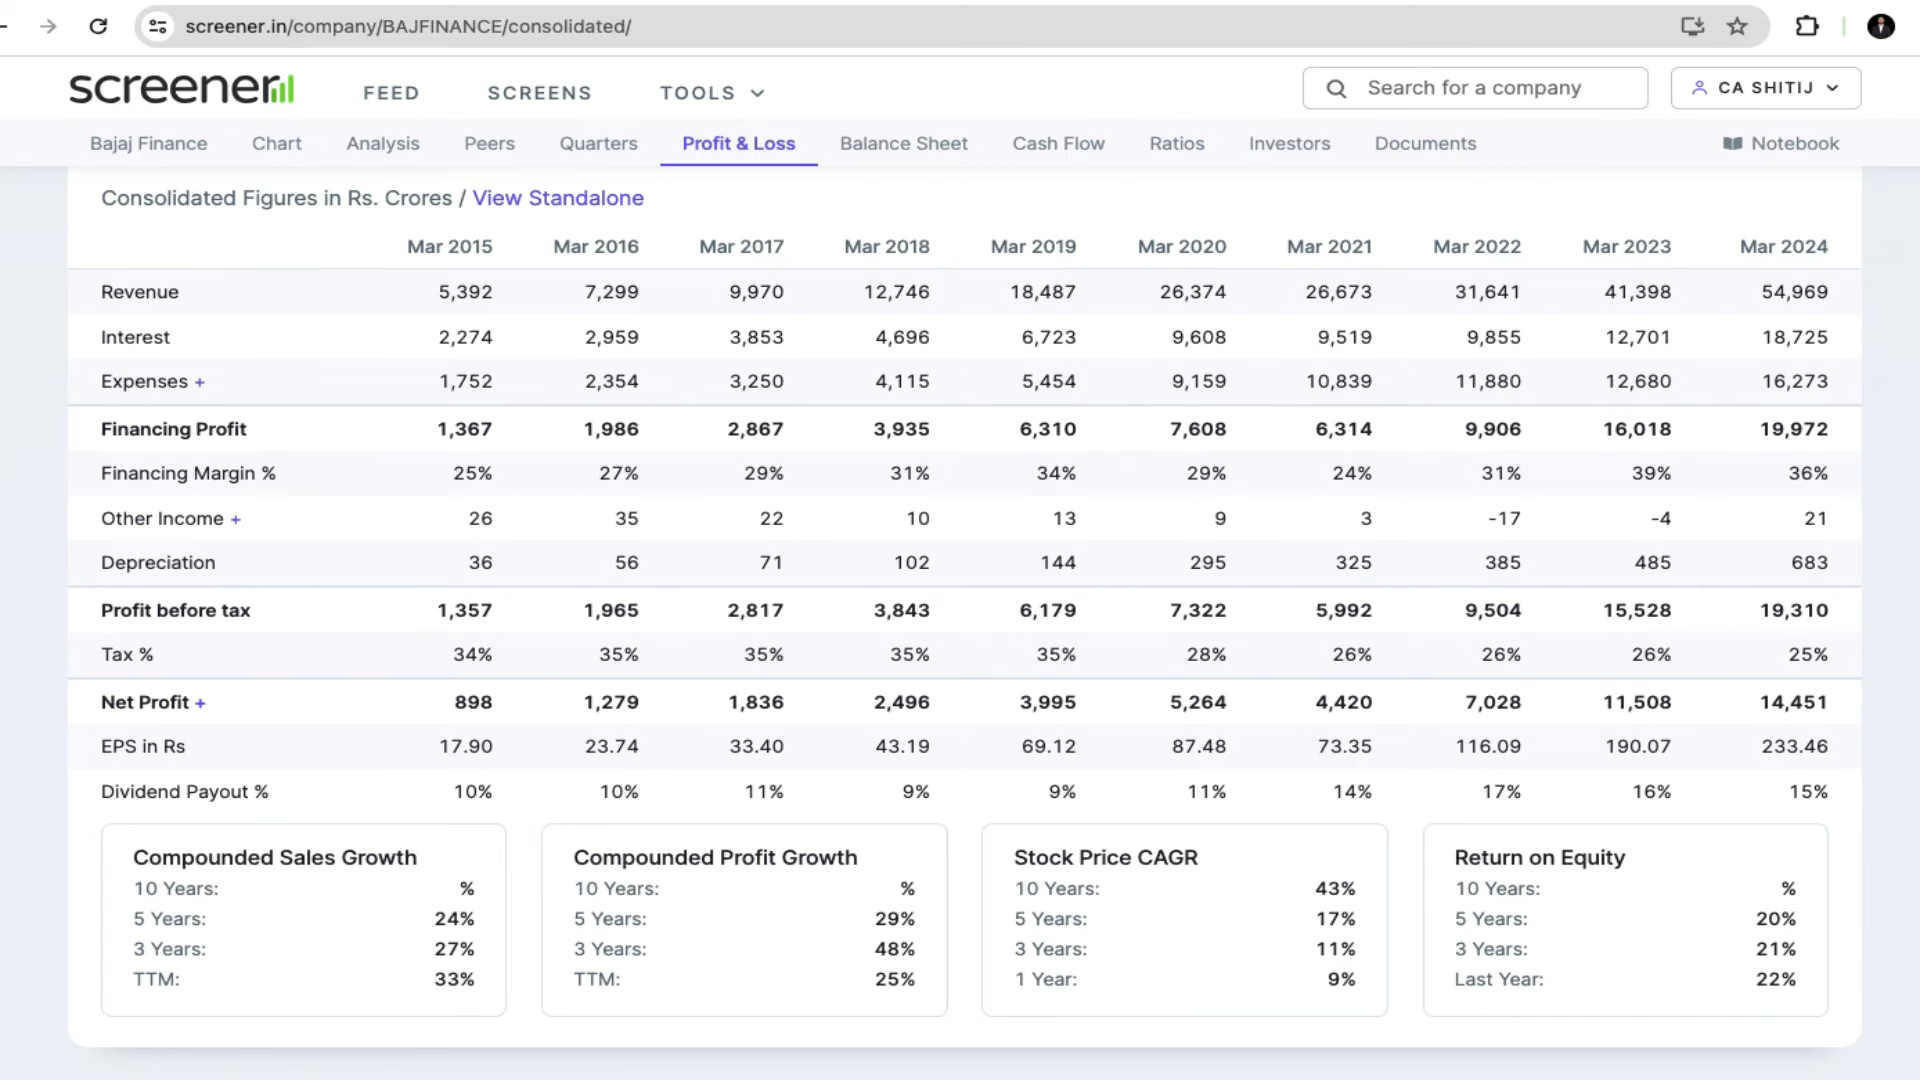 screener.in/company/BAJFINANCE/consolidated/
screener FEED SCREENS TOOLS Search for a company CA SHITIJ
Bajaj Finance Chart Analysis Peers Quarters Profit & Loss Balance Sheet Cash Flow Ratios Investors Documents Notebook
Consolidated Figures in Rs. Crores / View Standalone
Mar 2015 Mar 2016 Mar 2017 Mar 2018 Mar 2019 Mar 2020 Mar 2021 Mar 2022 Mar 2023 Mar 2024
Revenue 5,392 7,299 9,970 12,746 18,487 26,374 26,673 31,641 41,398 54,969
Interest 2,274 2,959 3,853 4,696 6,723 9,608 9,519 9,855 12,701 18,725
Expenses + 1,752 2,354 3,250 4,115 5,454 9,159 10,839 11,880 12,680 16,273
Financing Profit 1,367 1,986 2,867 3,935 6,310 7,608 6,314 9,906 16,018 19,972
Financing Margin % 25% 27% 29% 31% 34% 29% 24% 31% 39% 36%
Other Income + 26 35 22 10 13 9 3 -17 -4 21
Depreciation 36 56 71 102 144 295 325 385 485 683
Profit before tax 1,357 1,965 2,817 3,843 6,179 7,322 5,992 9,504 15,528 19,310
Tax % 34% 35% 35% 35% 35% 28% 26% 26% 26% 25%
Net Profit + 898 1,279 1,836 2,496 3,995 5,264 4,420 7,028 11,508 14,451
EPS in Rs 17.90 23.74 33.40 43.19 69.12 87.48 73.35 116.09 190.07 233.46
Dividend Payout % 10% 10% 11% 9% 9% 11% 14% 17% 16% 15%
Compounded Sales Growth
10 Years: %
5 Years: 24%
3 Years: 27%
TTM: 33%
Compounded Profit Growth
10 Years: %
5 Years: 29%
3 Years: 48%
TTM: 25%
Stock Price CAGR
10 Years: 43%
5 Years: 17%
3 Years: 11%
1 Year: 9%
Return on Equity
10 Years: %
5 Years: 20%
3 Years: 21%
Last Year: 22%